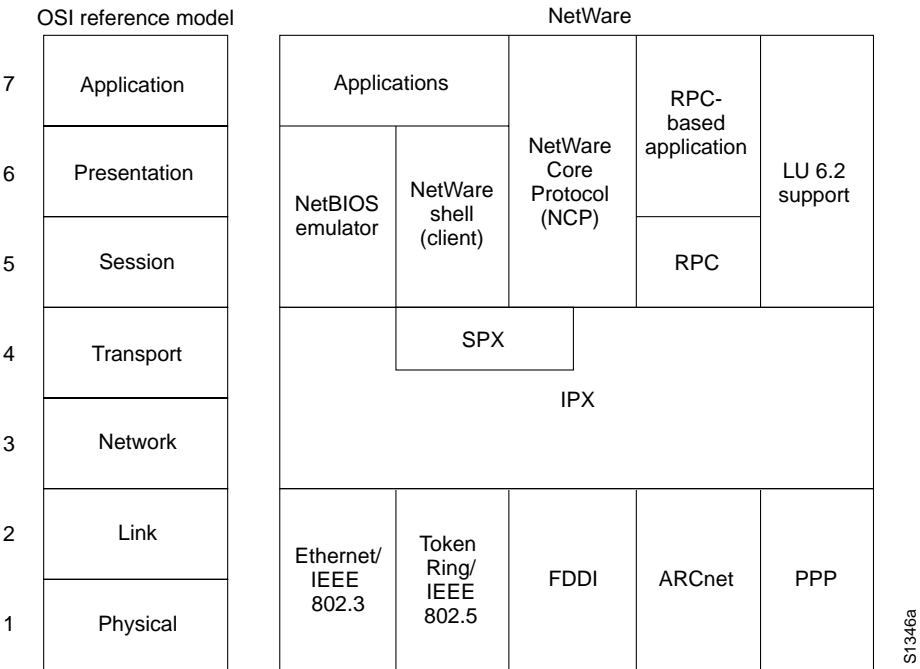 OSI reference model
NetWare
7
Application
6
Presentation
5
Session
4
Transport
3
Network
2
Link
1
Physical
Applications
NetBIOS
emulator
NetWare
shell
(client)
NetWare
Core
Protocol
(NCP)
RPC-
based
application
RPC
LU 6.2
support
SPX
IPX
Ethernet/
IEEE
802.3
Token
Ring/
IEEE
802.5
FDDI
ARCnet
PPP
S1346a